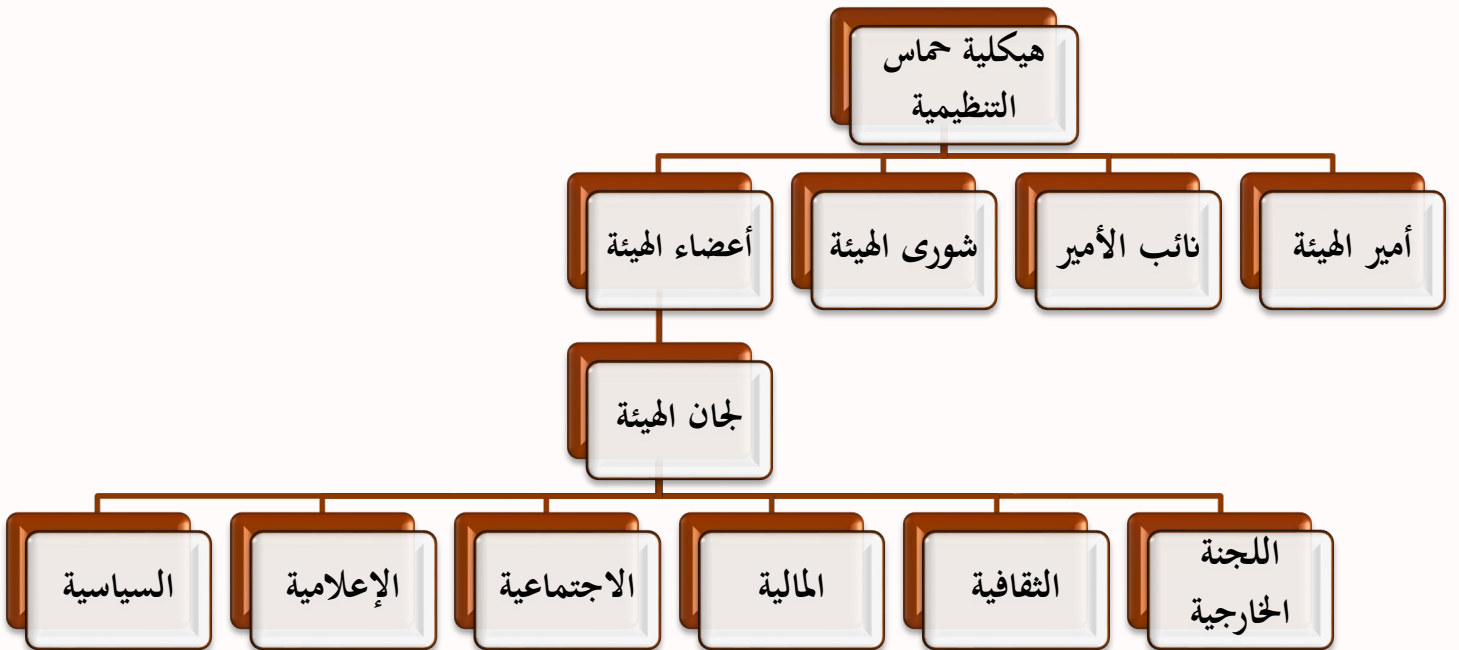 هيكلية حماس
التنظيمية
أمير الهيئة
نائب الأمير
شورى الهيئة
أعضاء الهيئة
لجان الهيئة
اللجنة
الخارجية
الثقافية
المالية
الاجتماعية
الإعلامية
السياسية